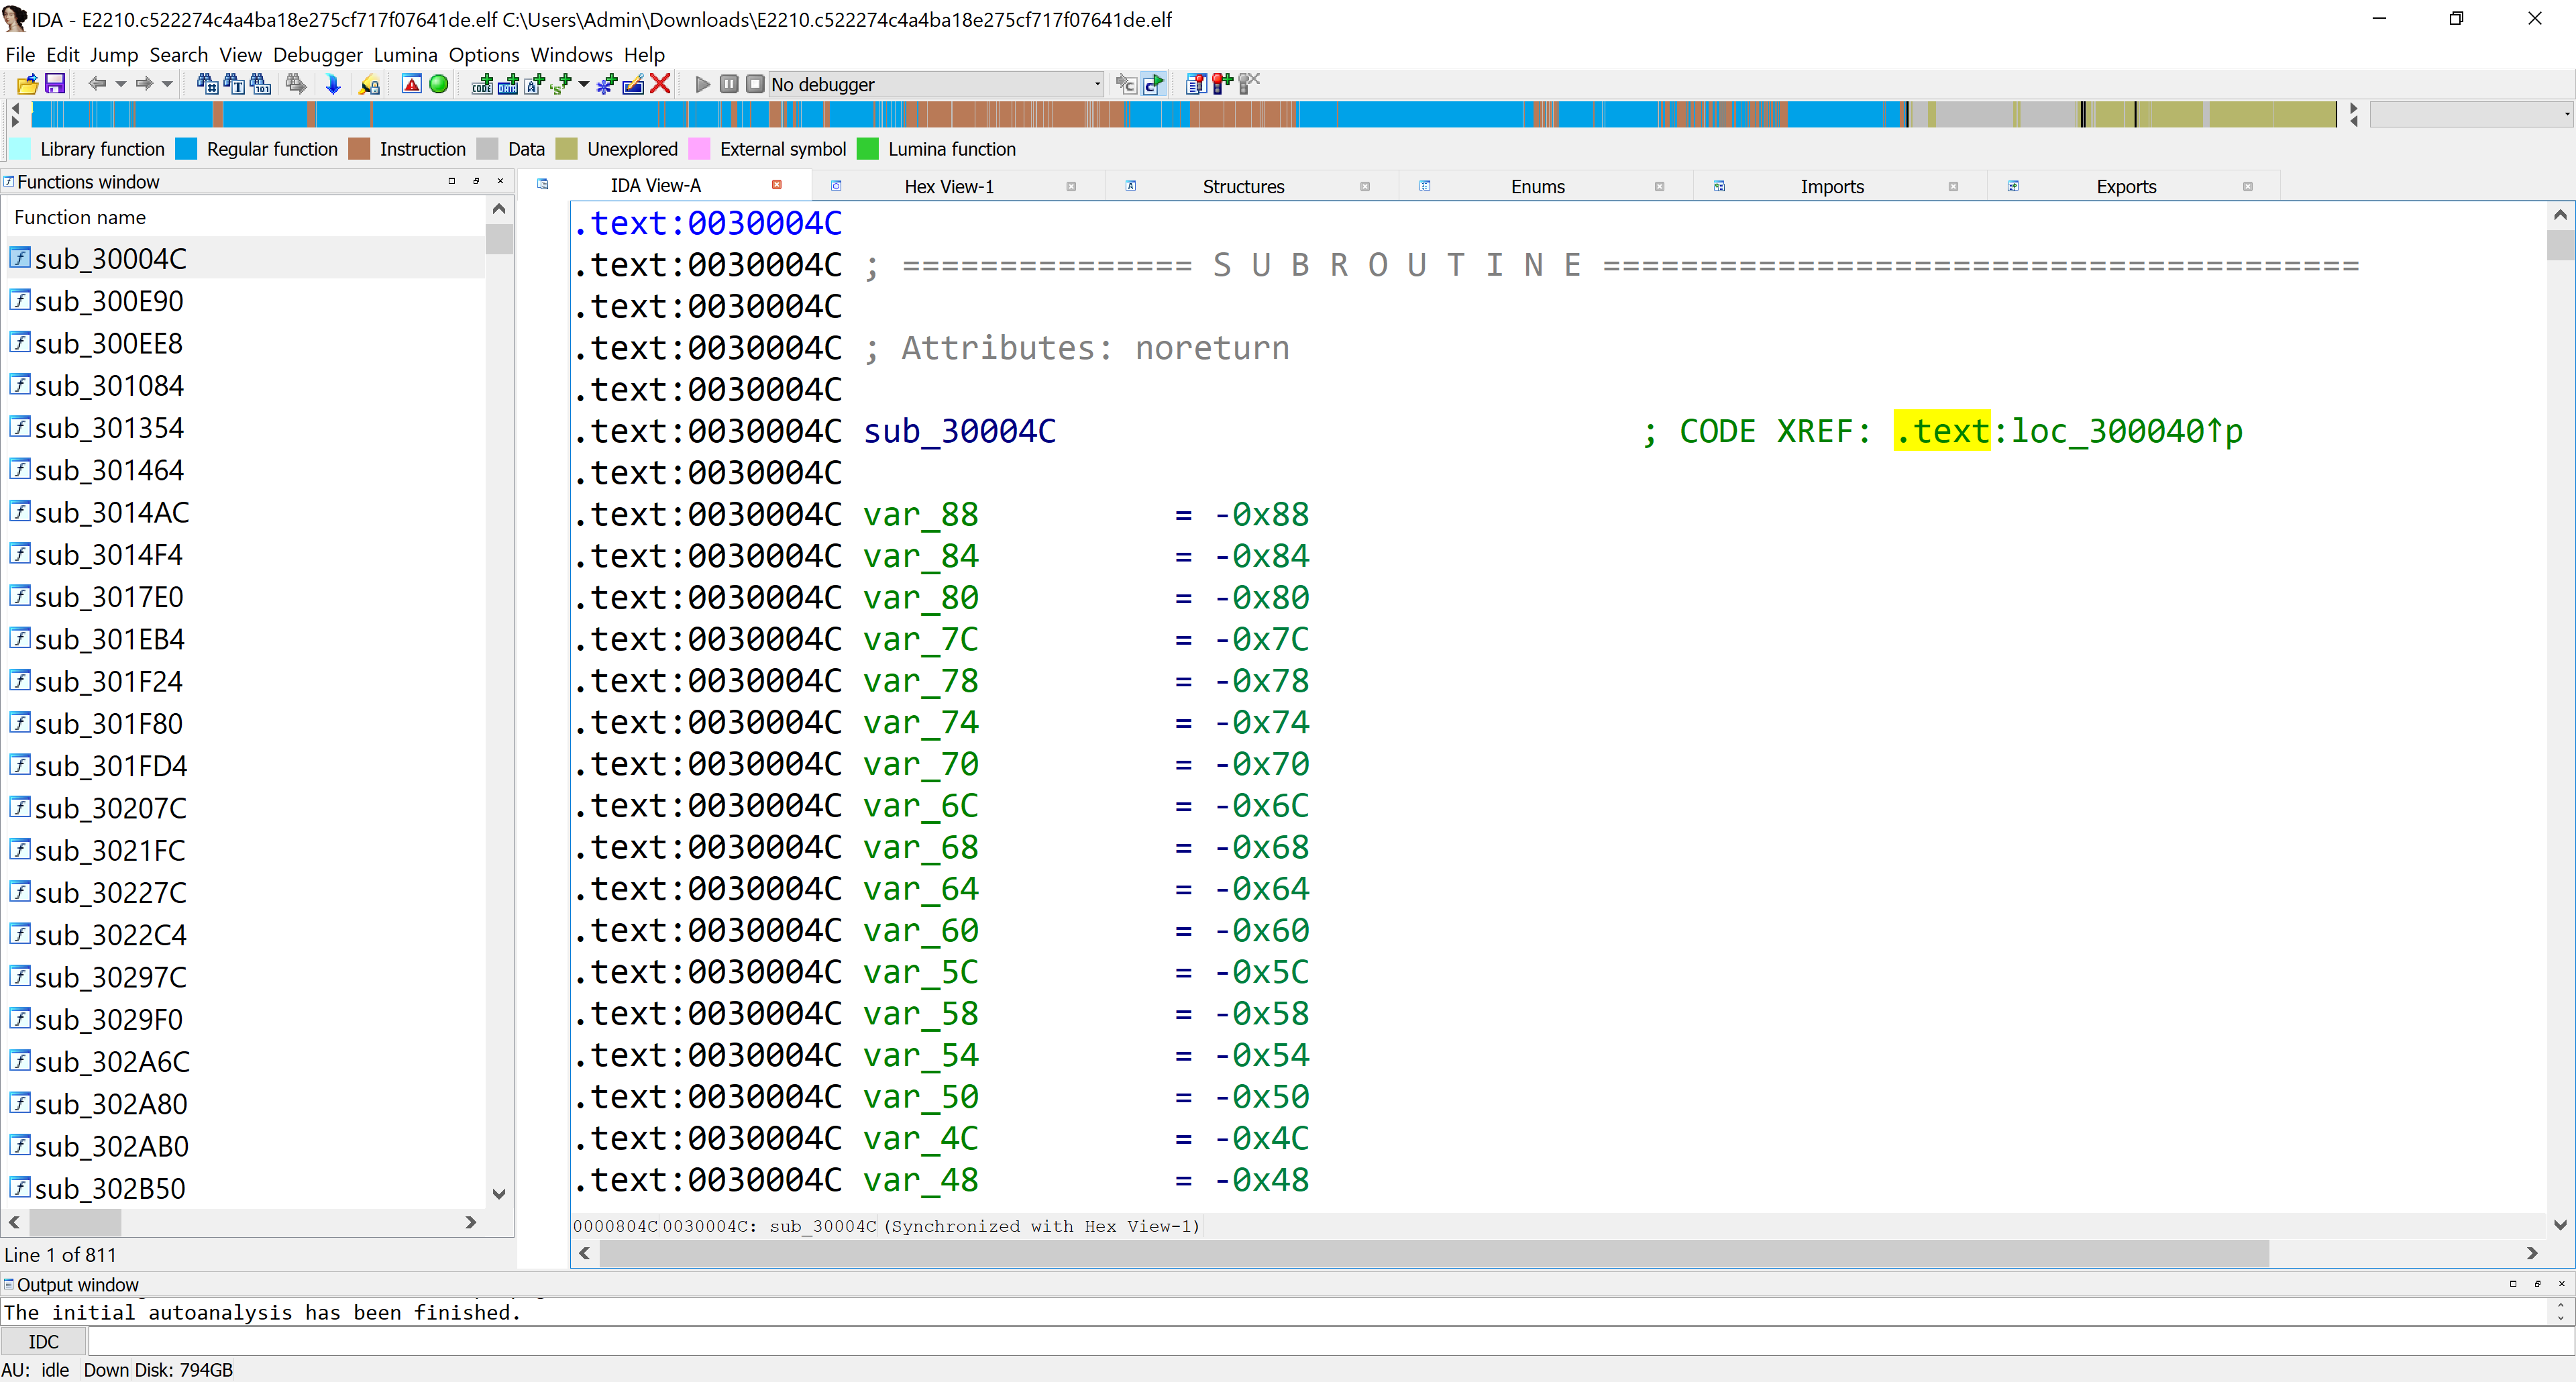 IDA - E2210.c522274c4a4ba18e275cf717f07641de.elf C:\Users\Admin\Downloads\E2210.c522274c4a4ba18e275cf717f07641de.elf
File Edit Jump Search View Debugger Lumina Options Windows Help
No debugger
Library function Regular function Instruction Data Unexplored External symbol Lumina function
Functions window
Function name
sub_30004C
sub_300E90
sub_300EE8
sub_301084
sub_301354
sub_301464
sub_3014AC
sub_3014F4
sub_3017E0
sub_301EB4
sub_301F24
sub_301F80
sub_301FD4
sub_30207C
sub_3021FC
sub_30227C
sub_3022C4
sub_30297C
sub_3029F0
sub_302A6C
sub_302A80
sub_302AB0
sub_302B50
Line 1 of 811
IDA View-A Hex View-1 Structures Enums Imports Exports
.text:0030004C
.text:0030004C ; =============== S U B R O U T I N E =======================================
.text:0030004C
.text:0030004C ; Attributes: noreturn
.text:0030004C
.text:0030004C sub_30004C ; CODE XREF: .text:loc_300040↑p
.text:0030004C
.text:0030004C var_88 = -0x88
.text:0030004C var_84 = -0x84
.text:0030004C var_80 = -0x80
.text:0030004C var_7C = -0x7C
.text:0030004C var_78 = -0x78
.text:0030004C var_74 = -0x74
.text:0030004C var_70 = -0x70
.text:0030004C var_6C = -0x6C
.text:0030004C var_68 = -0x68
.text:0030004C var_64 = -0x64
.text:0030004C var_60 = -0x60
.text:0030004C var_5C = -0x5C
.text:0030004C var_58 = -0x58
.text:0030004C var_54 = -0x54
.text:0030004C var_50 = -0x50
.text:0030004C var_4C = -0x4C
.text:0030004C var_48 = -0x48
0000804C 0030004C: sub_30004C (Synchronized with Hex View-1)
Output window
The initial autoanalysis has been finished.
IDC
AU: idle Down Disk: 794GB